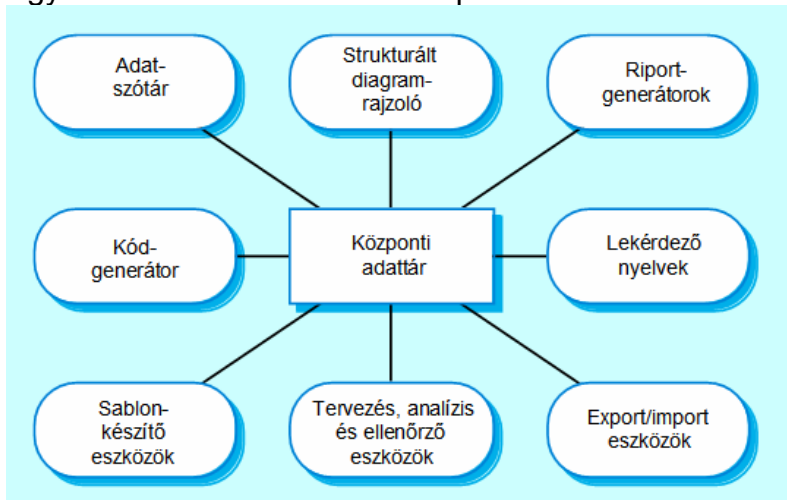 Adat-
szótár
Strukturált
diagram-
rajzoló
Riport-
generátorok
Kód-
generátor
Központi
adattár
Lekérdező
nyelvek
Sablon-
készítő
eszközök
Tervezés, analízis
és ellenőrző
eszközök
Export/import
eszközök